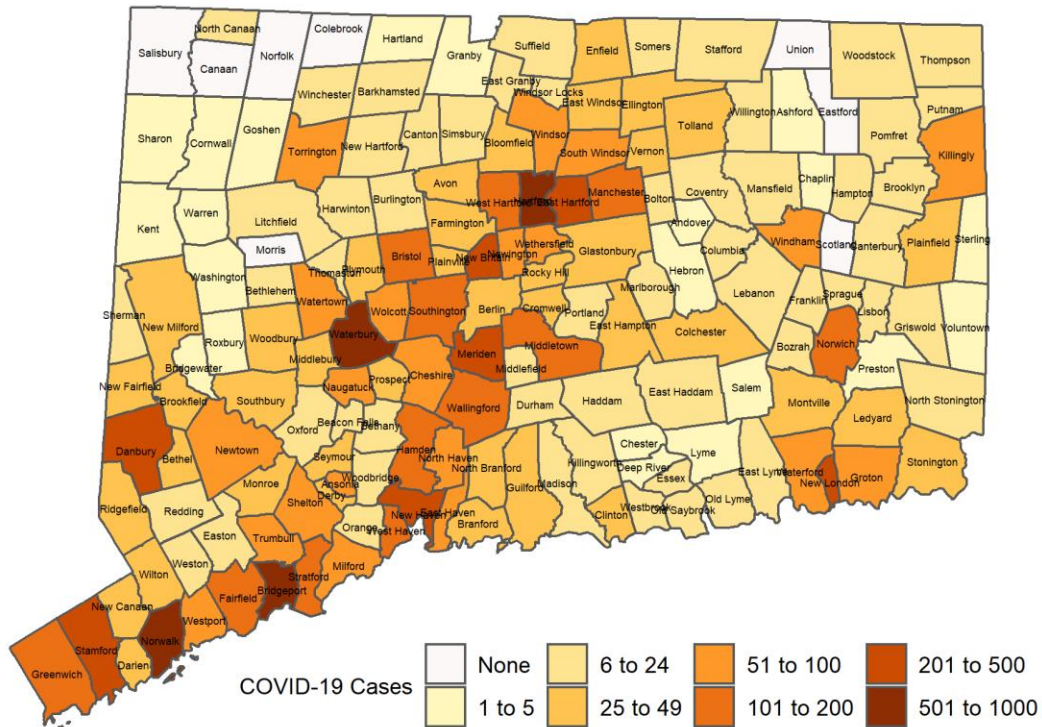 North Canaan
Colebrook
Hartland
Suffield
Enfield
Somers
Stafford
Union
Woodstock
Thompson
Salisbury
Canaan
Norfolk
Granby
East Granby
Windsor Locks
Winchester
Barkhamsted
East Windsor
Ellington
Willington
Ashford
Eastford
Putnam
Sharon
Cornwall
Goshen
Torrington
New Hartford
Canton
Simsbury
Bloomfield
Windsor
South Windsor
Vernon
Tolland
Pomfret
Killingly
Kent
Warren
Litchfield
Harwinton
Burlington
Avon
West Hartford
Hartford
East Hartford
Manchester
Bolton
Coventry
Mansfield
Chaplin
Hampton
Brooklyn
Andover
Morris
Farmington
Wethersfield
Glastonbury
Columbia
Windham
Scotland
Canterbury
Plainfield
Sterling
Washington
Bethlehem
Thomaston
Plymouth
Bristol
Plainville
New Britain
Newington
Rocky Hill
Hebron
Marlborough
Sherman
New Milford
Watertown
Wolcott
Southington
Berlin
Cromwell
Portland
Lebanon
Franklin
Sprague
Lisbon
Griswold
Voluntown
Roxbury
Woodbury
Waterbury
East Hampton
Colchester
Bozrah
Norwich
Preston
Bridgewater
Middlebury
Meriden
Middletown
Middlefield
New Fairfield
Brookfield
Southbury
Naugatuck
Prospect
Cheshire
East Haddam
Salem
North Stonington
Wallingford
Durham
Haddam
Montville
Ledyard
Danbury
Bethel
Newtown
Oxford
Beacon Falls
Bethany
Hamden
Chester
Lyme
Seymour
North Haven
North Branford
Killingworth
Deep River
Essex
East Lyme
Waterford
New London
Groton
Stonington
Ridgefield
Redding
Monroe
Shelton
Ansonia
Derby
Woodbridge
Guilford
Madison
Clinton
Westbrook
Old Saybrook
Old Lyme
Easton
Orange
New Haven
East Haven
West Haven
Branford
Wilton
Weston
Trumbull
Milford
Stratford
New Canaan
Fairfield
Bridgeport
Westport
Norwalk
Greenwich
Stamford
Darien
COVID-19 Cases
None
6 to 24
51 to 100
201 to 500
1 to 5
25 to 49
101 to 200
501 to 1000